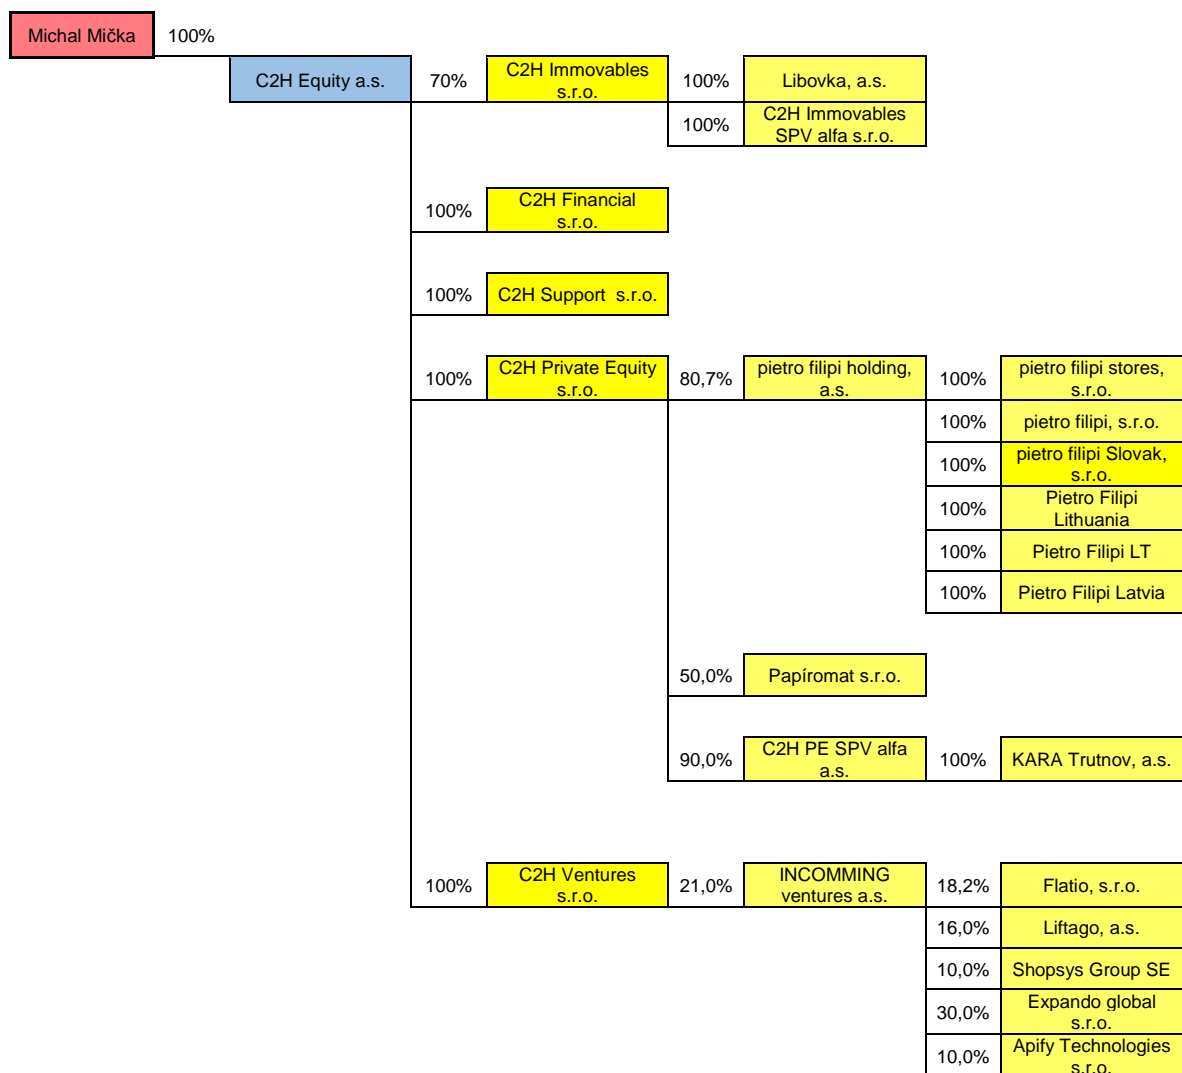 Michal Mička 100%
C2H Equity a.s. 70% C2H Immovables s.r.o. 100% Libovka, a.s.
100% C2H Immovables SPV alfa s.r.o.
100% C2H Financial s.r.o.
100% C2H Support s.r.o.
100% C2H Private Equity s.r.o. 80,7% pietro filipi holding, a.s. 100% pietro filipi stores, s.r.o.
100% pietro filipi, s.r.o.
100% pietro filipi Slovak, s.r.o.
100% Pietro Filipi Lithuania
100% Pietro Filipi LT
100% Pietro Filipi Latvia
50,0% Papíromat s.r.o.
90,0% C2H PE SPV alfa a.s. 100% KARA Trutnov, a.s.
100% C2H Ventures s.r.o. 21,0% INCOMMING ventures a.s. 18,2% Flatio, s.r.o.
16,0% Liftago, a.s.
10,0% Shopsys Group SE
30,0% Expando global s.r.o.
10,0% Apify Technologies s.r.o.